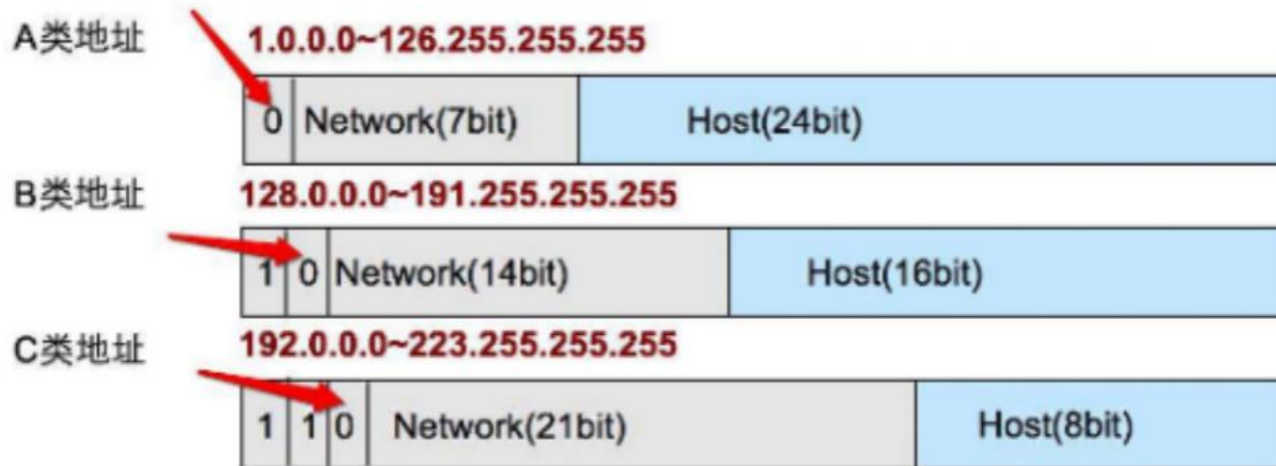 A类地址 1.0.0.0~126.255.255.255
0 Network(7bit) Host(24bit)
B类地址 128.0.0.0~191.255.255.255
1 0 Network(14bit) Host(16bit)
C类地址 192.0.0.0~223.255.255.255
1 1 0 Network(21bit) Host(8bit)